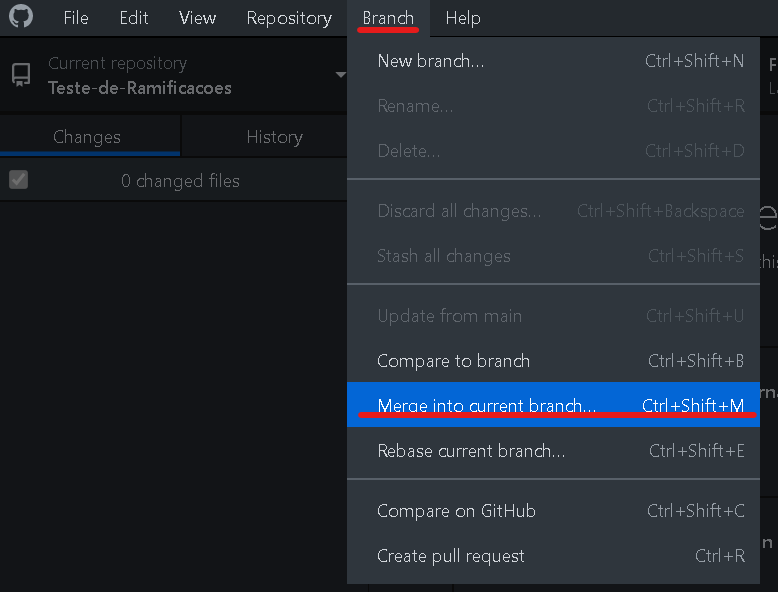 File Edit View Repository Branch Help
Current repository
Teste-de-Ramificacoes
Changes History
0 changed files
New branch... Ctrl+Shift+N
Rename... Ctrl+Shift+R
Delete... Ctrl+Shift+D
Discard all changes... Ctrl+Shift+Backspace
Stash all changes Ctrl+Shift+S
Update from main Ctrl+Shift+U
Compare to branch Ctrl+Shift+B
Merge into current branch... Ctrl+Shift+M
Rebase current branch... Ctrl+Shift+E
Compare on GitHub Ctrl+Shift+C
Create pull request Ctrl+R